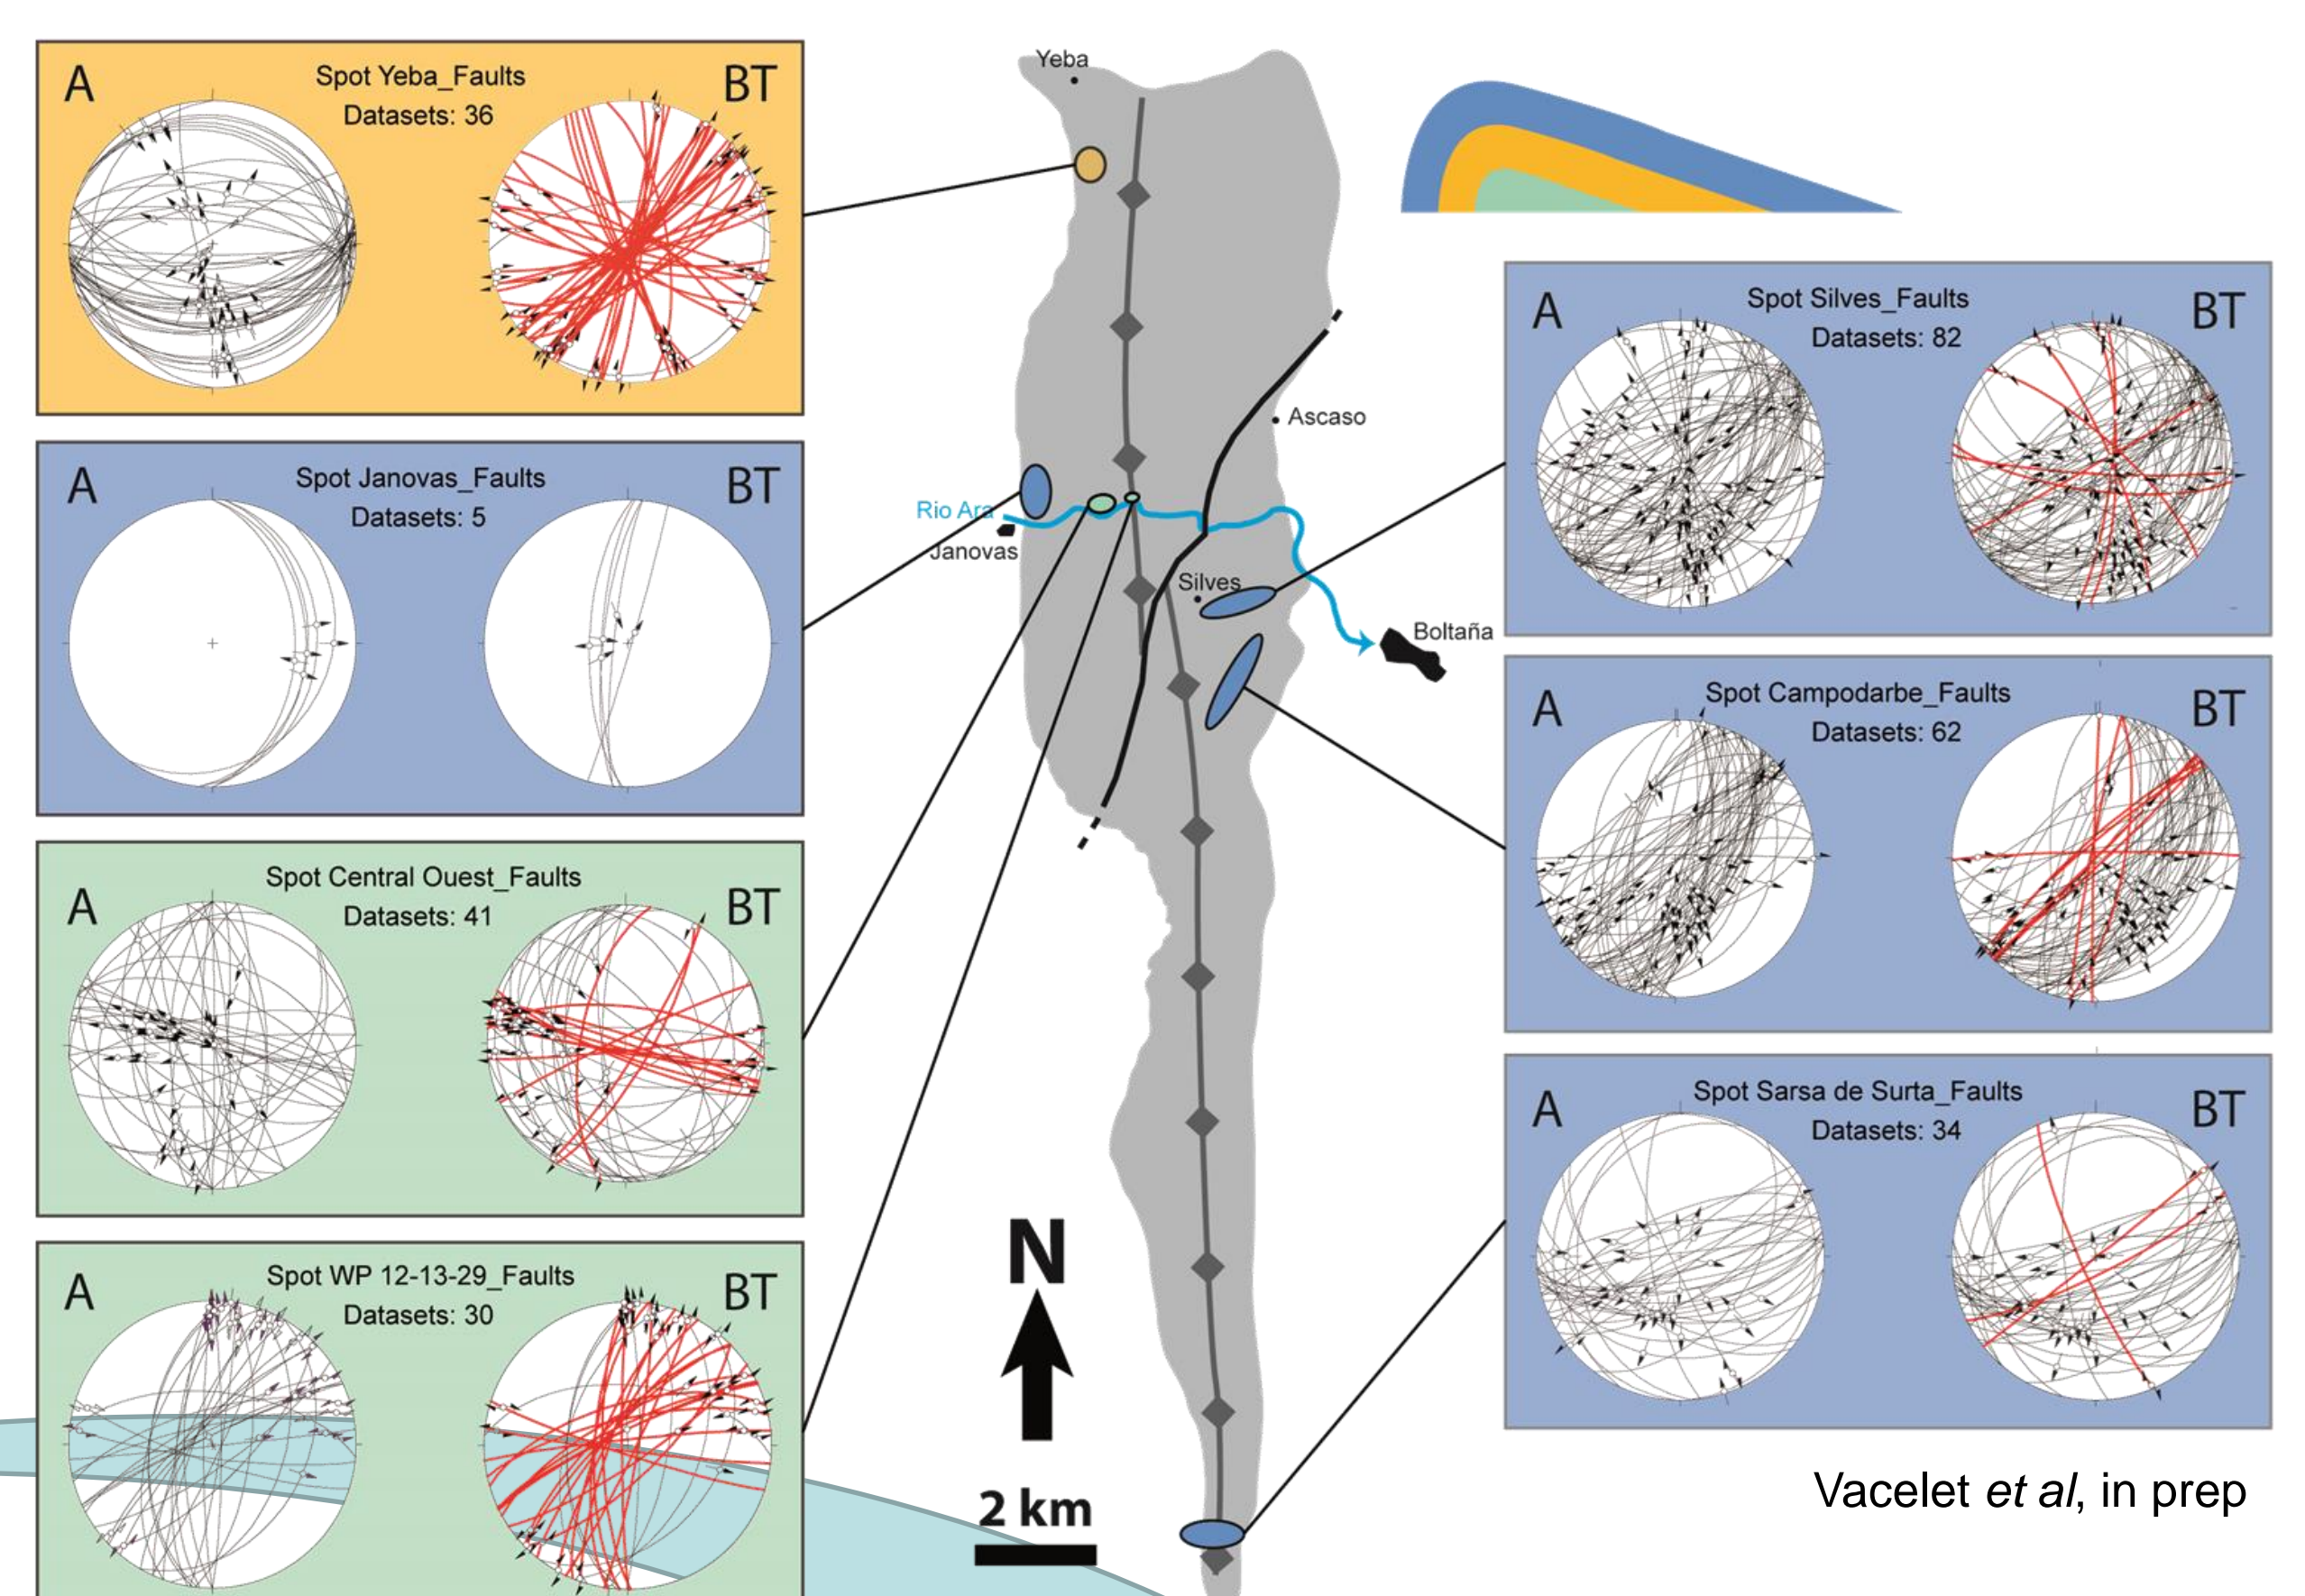 A
Spot Yeba_Faults
Datasets: 36
BT
A
Spot Janovas_Faults
Datasets: 5
BT
A
Spot Central Ouest_Faults
Datasets: 41
BT
A
Spot WP 12-13-29_Faults
Datasets: 30
BT
Yeba
Ascaso
Rio Ara
Janovas
Silves
Boltaña
N
2 km
A
Spot Silves_Faults
Datasets: 82
BT
A
Spot Campodarbe_Faults
Datasets: 62
BT
A
Spot Sarsa de Surta_Faults
Datasets: 34
BT
Vacelet et al, in prep